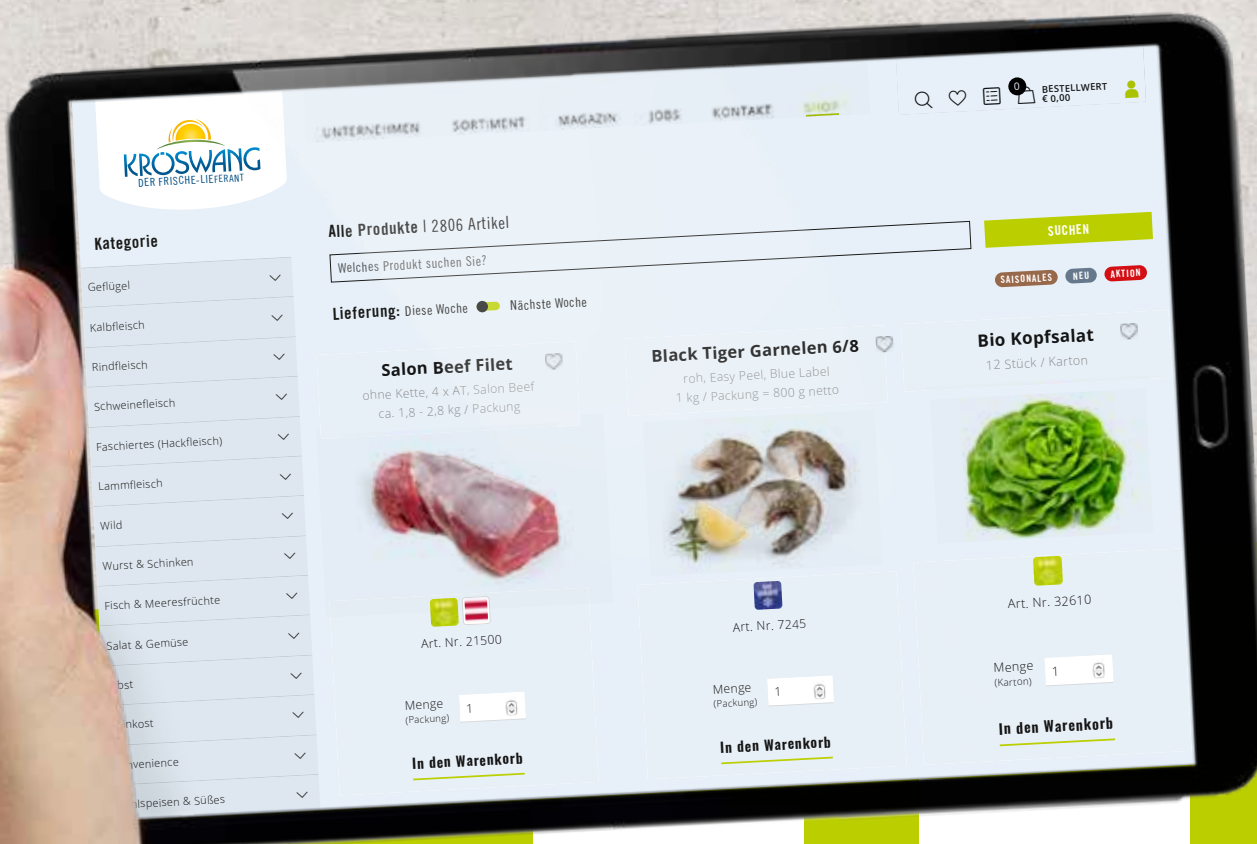 KRÖSWANG
DER FRISCHE-LIEFERANT
UNTERNEHMEN
SORTIMENT
MAGAZIN
JOBS
KONTAKT
SHOP
0
BESTELLWERT
€ 0,00
Kategorie
Geflügel
Kalbfleisch
Rindfleisch
Schweinefleisch
Faschiertes (Hackfleisch)
Lammfleisch
Wild
Wurst & Schinken
Fisch & Meeresfrüchte
Salat & Gemüse
bst
nkost
venience
lspeisen & Süßes
Alle Produkte | 2806 Artikel
Welches Produkt suchen Sie?
SUCHEN
Lieferung: Diese Woche Nächste Woche
SAISONALES NEU AKTION
Salon Beef Filet
ohne Kette, 4 x AT, Salon Beef
ca. 1,8 - 2,8 kg / Packung
Art. Nr. 21500
Menge
(Packung)
1
In den Warenkorb
Black Tiger Garnelen 6/8
roh, Easy Peel, Blue Label
1 kg / Packung = 800 g netto
Art. Nr. 7245
Menge
(Packung)
1
In den Warenkorb
Bio Kopfsalat
12 Stück / Karton
Art. Nr. 32610
Menge
(Karton)
1
In den Warenkorb